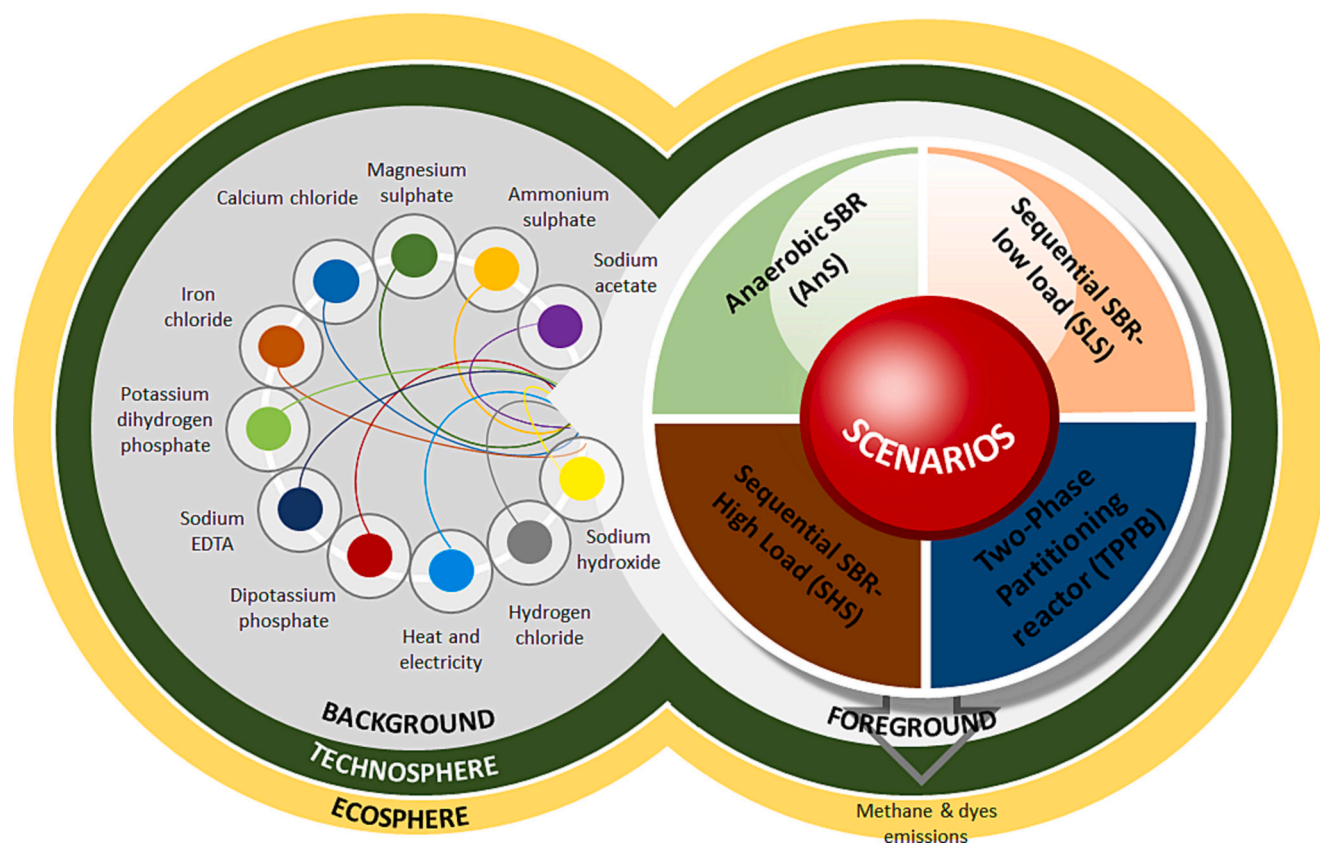 Magnesium
sulphate
Calcium chloride
Ammonium
sulphate
Sodium
acetate
Iron
chloride
Potassium
dihydrogen
phosphate
Sodium
EDTA
Dipotassium
phosphate
Heat and
electricity
Hydrogen
chloride
Sodium
hydroxide
BACKGROUND
TECHNOSPHERE
ECOSPHERE
Anaerobic SBR
(AnS)
Sequential SBR-
low load (SLS)
SCENARIOS
Sequential SBR-
High Load (SHS)
Two-Phase
Partitioning
reactor (TPPB)
FOREGROUND
Methane & dyes
emissions